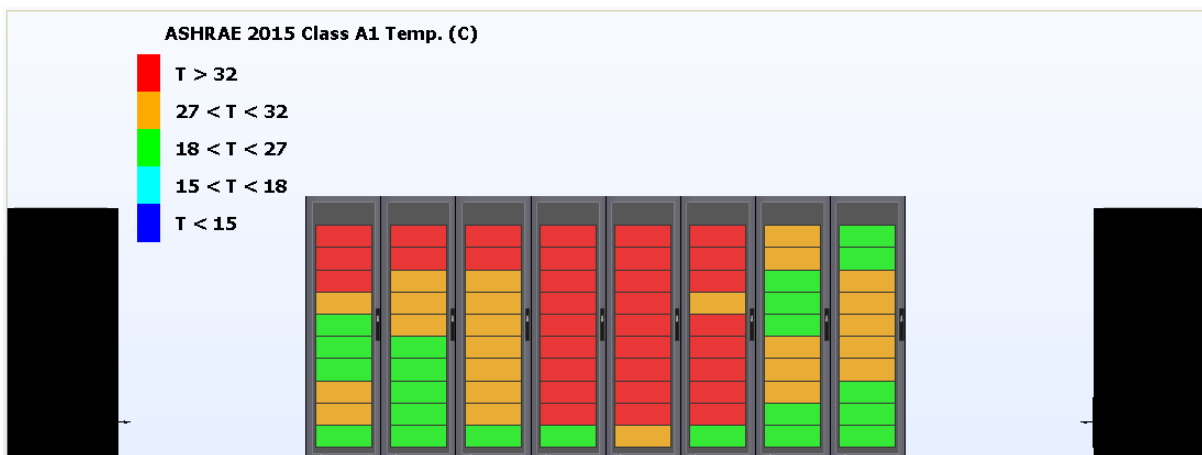 ASHRAE 2015 Class A1 Temp. (C)
T > 32
27 < T < 32
18 < T < 27
15 < T < 18
T < 15